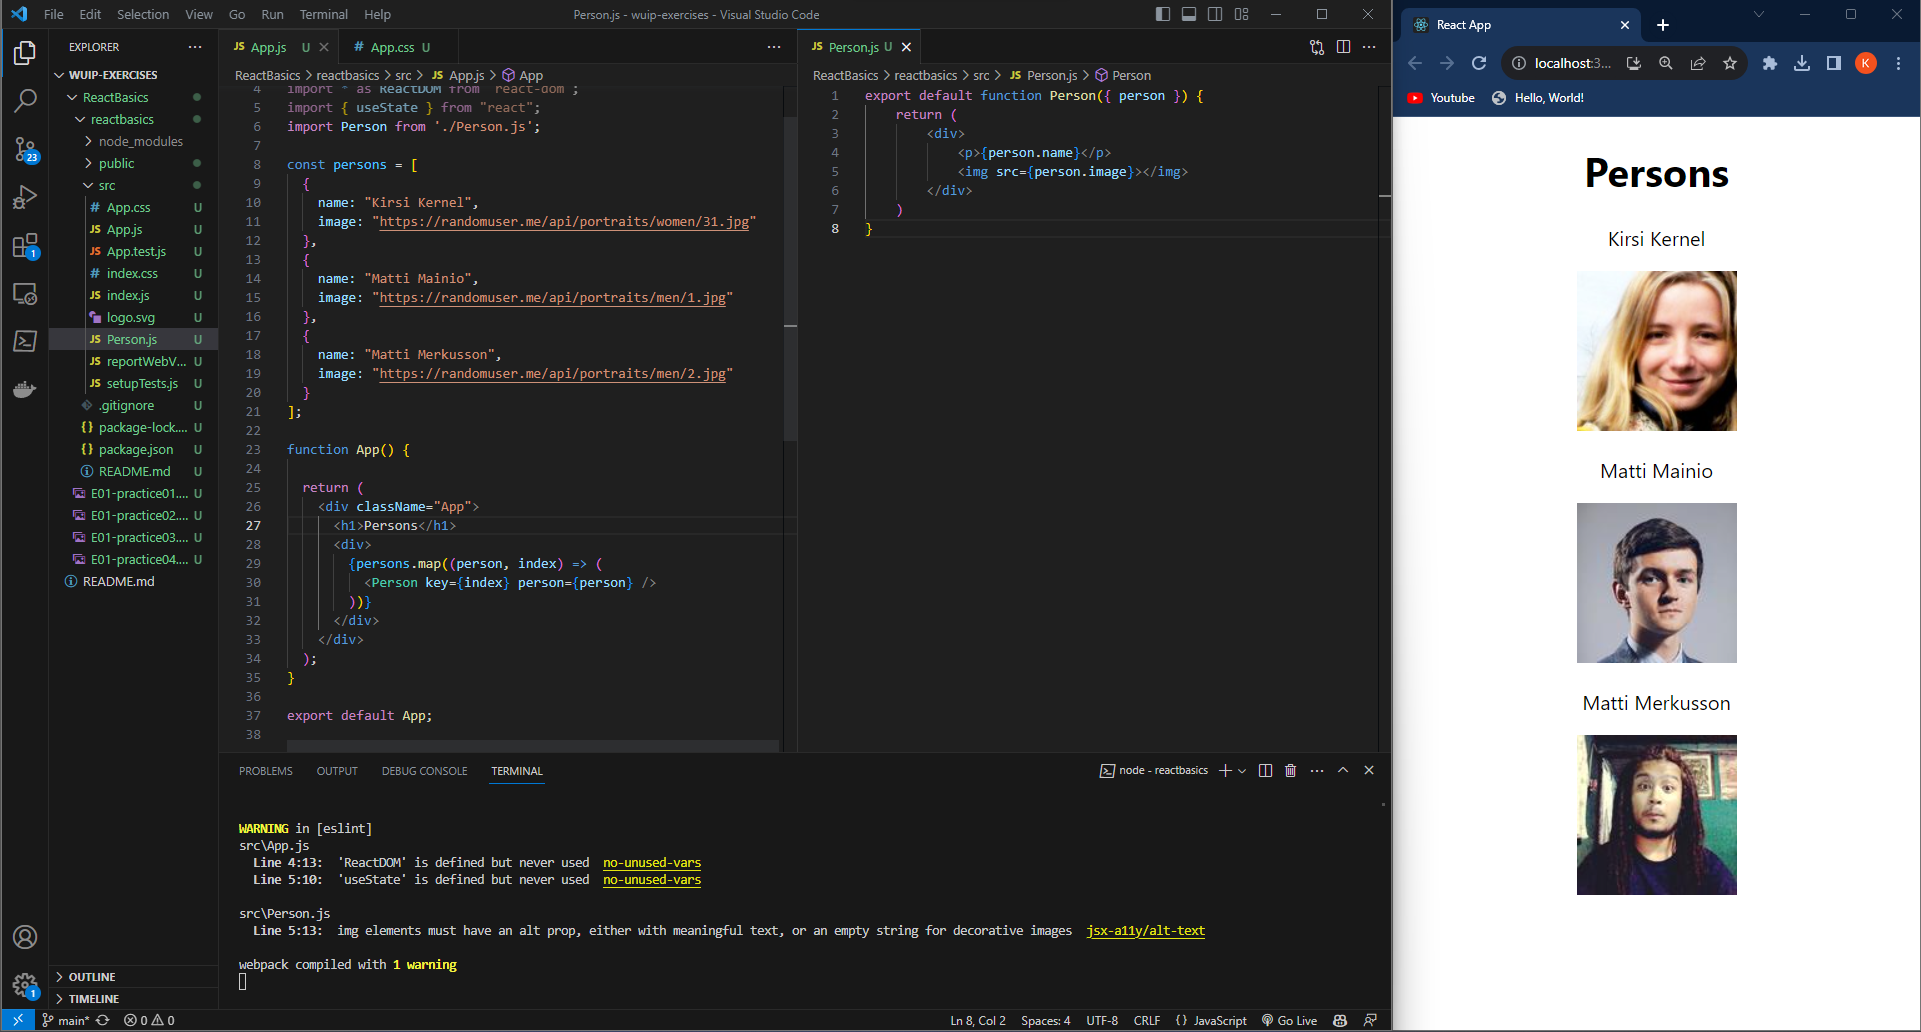 File Edit Selection View Go Run Terminal Help
Person.js - wuip-exercises - Visual Studio Code
EXPLORER
WUIP-EXERCISES
ReactBasics
reactbasics
node_modules
public
src
# App.css U
JS App.js U
JS App.test.js U
# index.css U
JS index.js U
logo.svg U
JS Person.js U
JS reportWebV... U
JS setupTests.js U
.gitignore U
{} package-lock.... U
{} package.json U
README.md U
E01-practice01.... U
E01-practice02.... U
E01-practice03.... U
E01-practice04.... U
README.md
OUTLINE
TIMELINE
23
1
1
JS App.js U
# App.css U
ReactBasics > reactbasics > src > JS App.js > App
4 import * as ReactDOM from "react-dom";
5 import { useState } from "react";
6 import Person from './Person.js';
7
8 const persons = [
9 {
10 name: "Kirsi Kernel",
11 image: "https://randomuser.me/api/portraits/women/31.jpg"
12 },
13 {
14 name: "Matti Mainio",
15 image: "https://randomuser.me/api/portraits/men/1.jpg"
16 },
17 {
18 name: "Matti Merkusson",
19 image: "https://randomuser.me/api/portraits/men/2.jpg"
20 }
21 ];
22
23 function App() {
24
25 return (
26 <div className="App">
27 <h1>Persons</h1>
28 <div>
29 {persons.map((person, index) => (
30 <Person key={index} person={person} />
31 ))}
32 </div>
33 </div>
34 );
35 }
36
37 export default App;
38
JS Person.js U
ReactBasics > reactbasics > src > JS Person.js > Person
1 export default function Person({ person }) {
2 return (
3 <div>
4 <p>{person.name}</p>
5 <img src={person.image}></img>
6 </div>
7 )
8 }
PROBLEMS OUTPUT DEBUG CONSOLE TERMINAL
node - reactbasics
WARNING in [eslint]
src\App.js
Line 4:13: 'ReactDOM' is defined but never used no-unused-vars
Line 5:10: 'useState' is defined but never used no-unused-vars
src\Person.js
Line 5:13: img elements must have an alt prop, either with meaningful text, or an empty string for decorative images jsx-a11y/alt-text
webpack compiled with 1 warning
main* 0 0
Ln 8, Col 2 Spaces: 4 UTF-8 CRLF {} JavaScript Go Live
React App
localhost:3...
K
Youtube
Hello, World!
Persons
Kirsi Kernel
Matti Mainio
Matti Merkusson